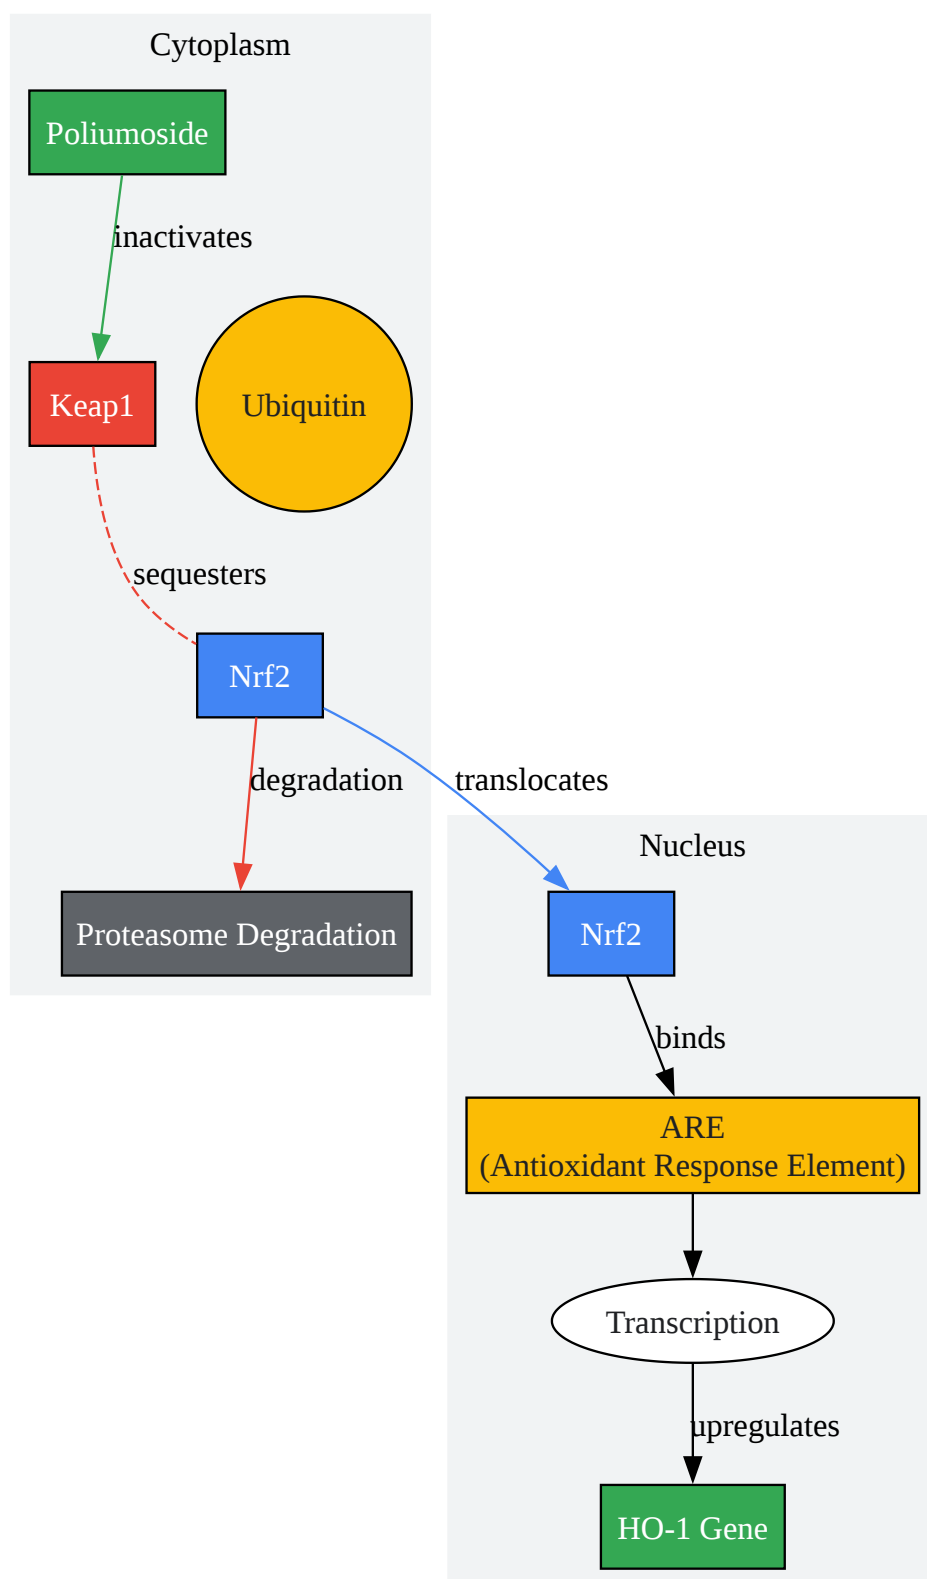 Cytoplasm
Poliumoside
inactivates
Keap1
Ubiquitin
sequesters
Nrf2
degradation
translocates
Proteasome Degradation
Nucleus
Nrf2
binds
ARE
(Antioxidant Response Element)
Transcription
upregulates
HO-1 Gene